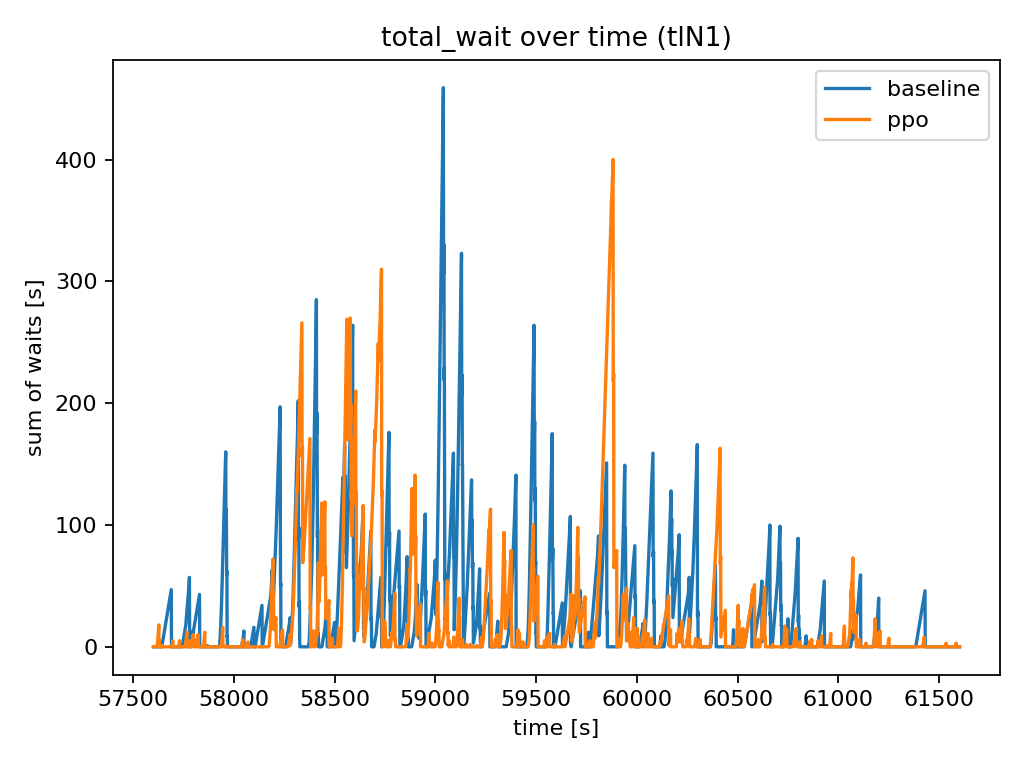 total_wait over time (tlN1)
baseline
ppo
sum of waits [s]
400
300
200
100
0
57500 58000 58500 59000 59500 60000 60500 61000 61500
time [s]